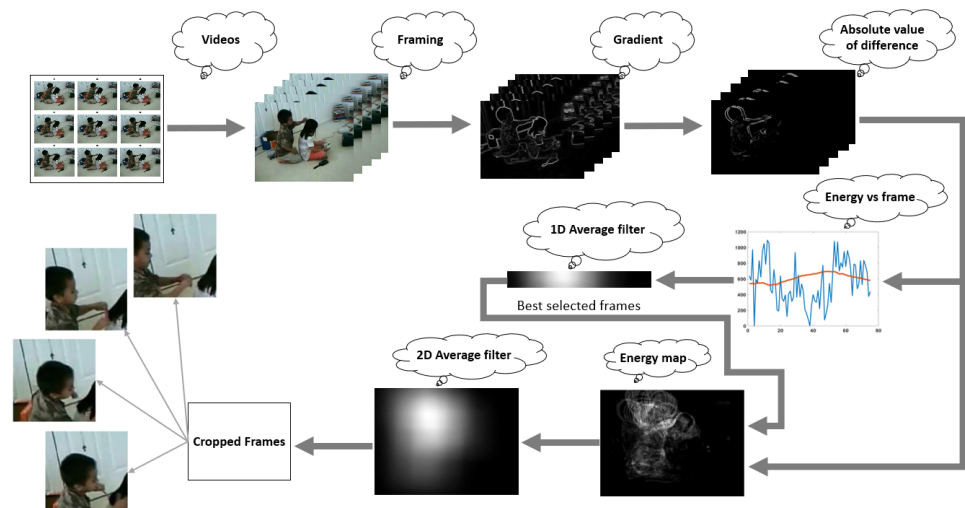 Videos
Framing
Gradient
Absolute value
of difference
Energy vs frame
1200
1000
800
600
400
200
0
0
20
40
60
80
1D Average filter
Best selected frames
2D Average filter
Energy map
Cropped Frames